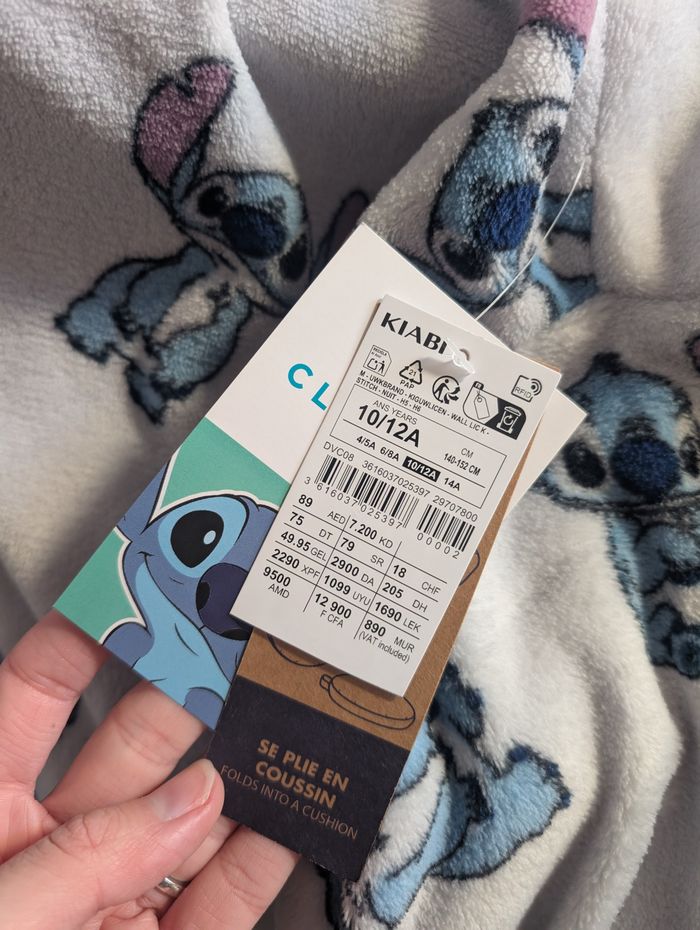 CL
KIABI
21
PAP
RFID
M - UWKBRAND - KIGUWLICEN - WALL LIC K -
STITCH - NUIT - H5 - H6
ANS YEARS
CM
10/12A
140-152 CM
4/5A 6/8A 10/12A 14A
DVC08 3616037025397 29707800
3 616037 025397
00002
89 AED 7.200 KD
75 DT 79 SR 18 CHF
49.95 GEL 2900 DA 205 DH
2290 XPF 1099 UYU 1690 LEK
9500 AMD 12 900 F CFA 890 MUR
(VAT included)
SE PLIE EN
COUSSIN
FOLDS INTO A CUSHION